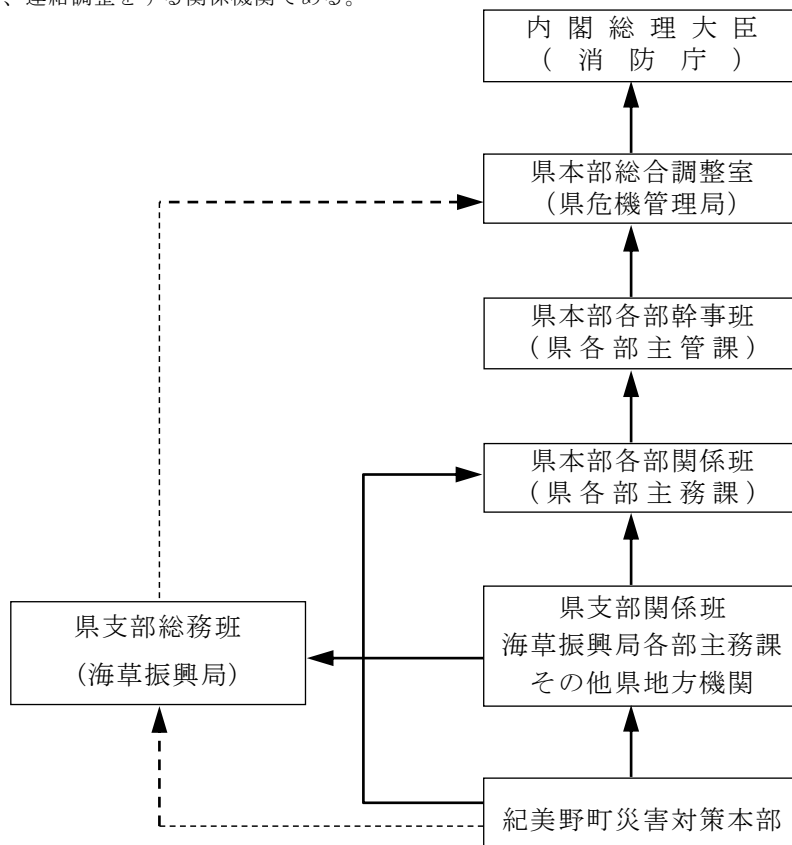 、連絡調整をする関係機関である。
内閣総理大臣
(消防庁)
県本部総合調整室
(県危機管理局)
県本部各部幹事班
(県各部主管課)
県本部各部関係班
(県各部主務課)
県支部総務班
(海草振興局)
県支部関係班
海草振興局各部主務課
その他県地方機関
紀美野町災害対策本部